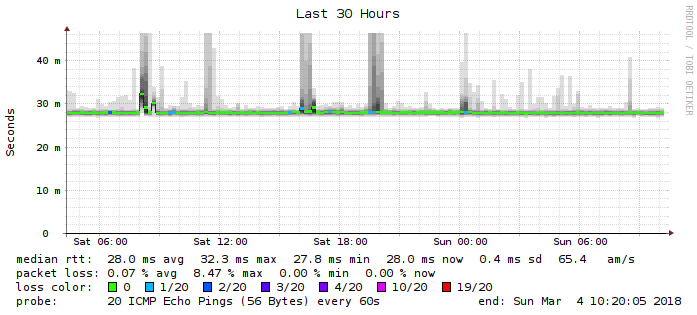 Last 30 Hours
RRDTOOL / TOBI OETIKER
Seconds
40 m
30 m
20 m
10 m
0
Sat 06:00 Sat 12:00 Sat 18:00 Sun 00:00 Sun 06:00
median rtt: 28.0 ms avg 32.3 ms max 27.8 ms min 28.0 ms now 0.4 ms sd 65.4 am/s
packet loss: 0.07 % avg 8.47 % max 0.00 % min 0.00 % now
loss color: 0 1/20 2/20 3/20 4/20 10/20 19/20
probe: 20 ICMP Echo Pings (56 Bytes) every 60s end: Sun Mar 4 10:20:05 2018